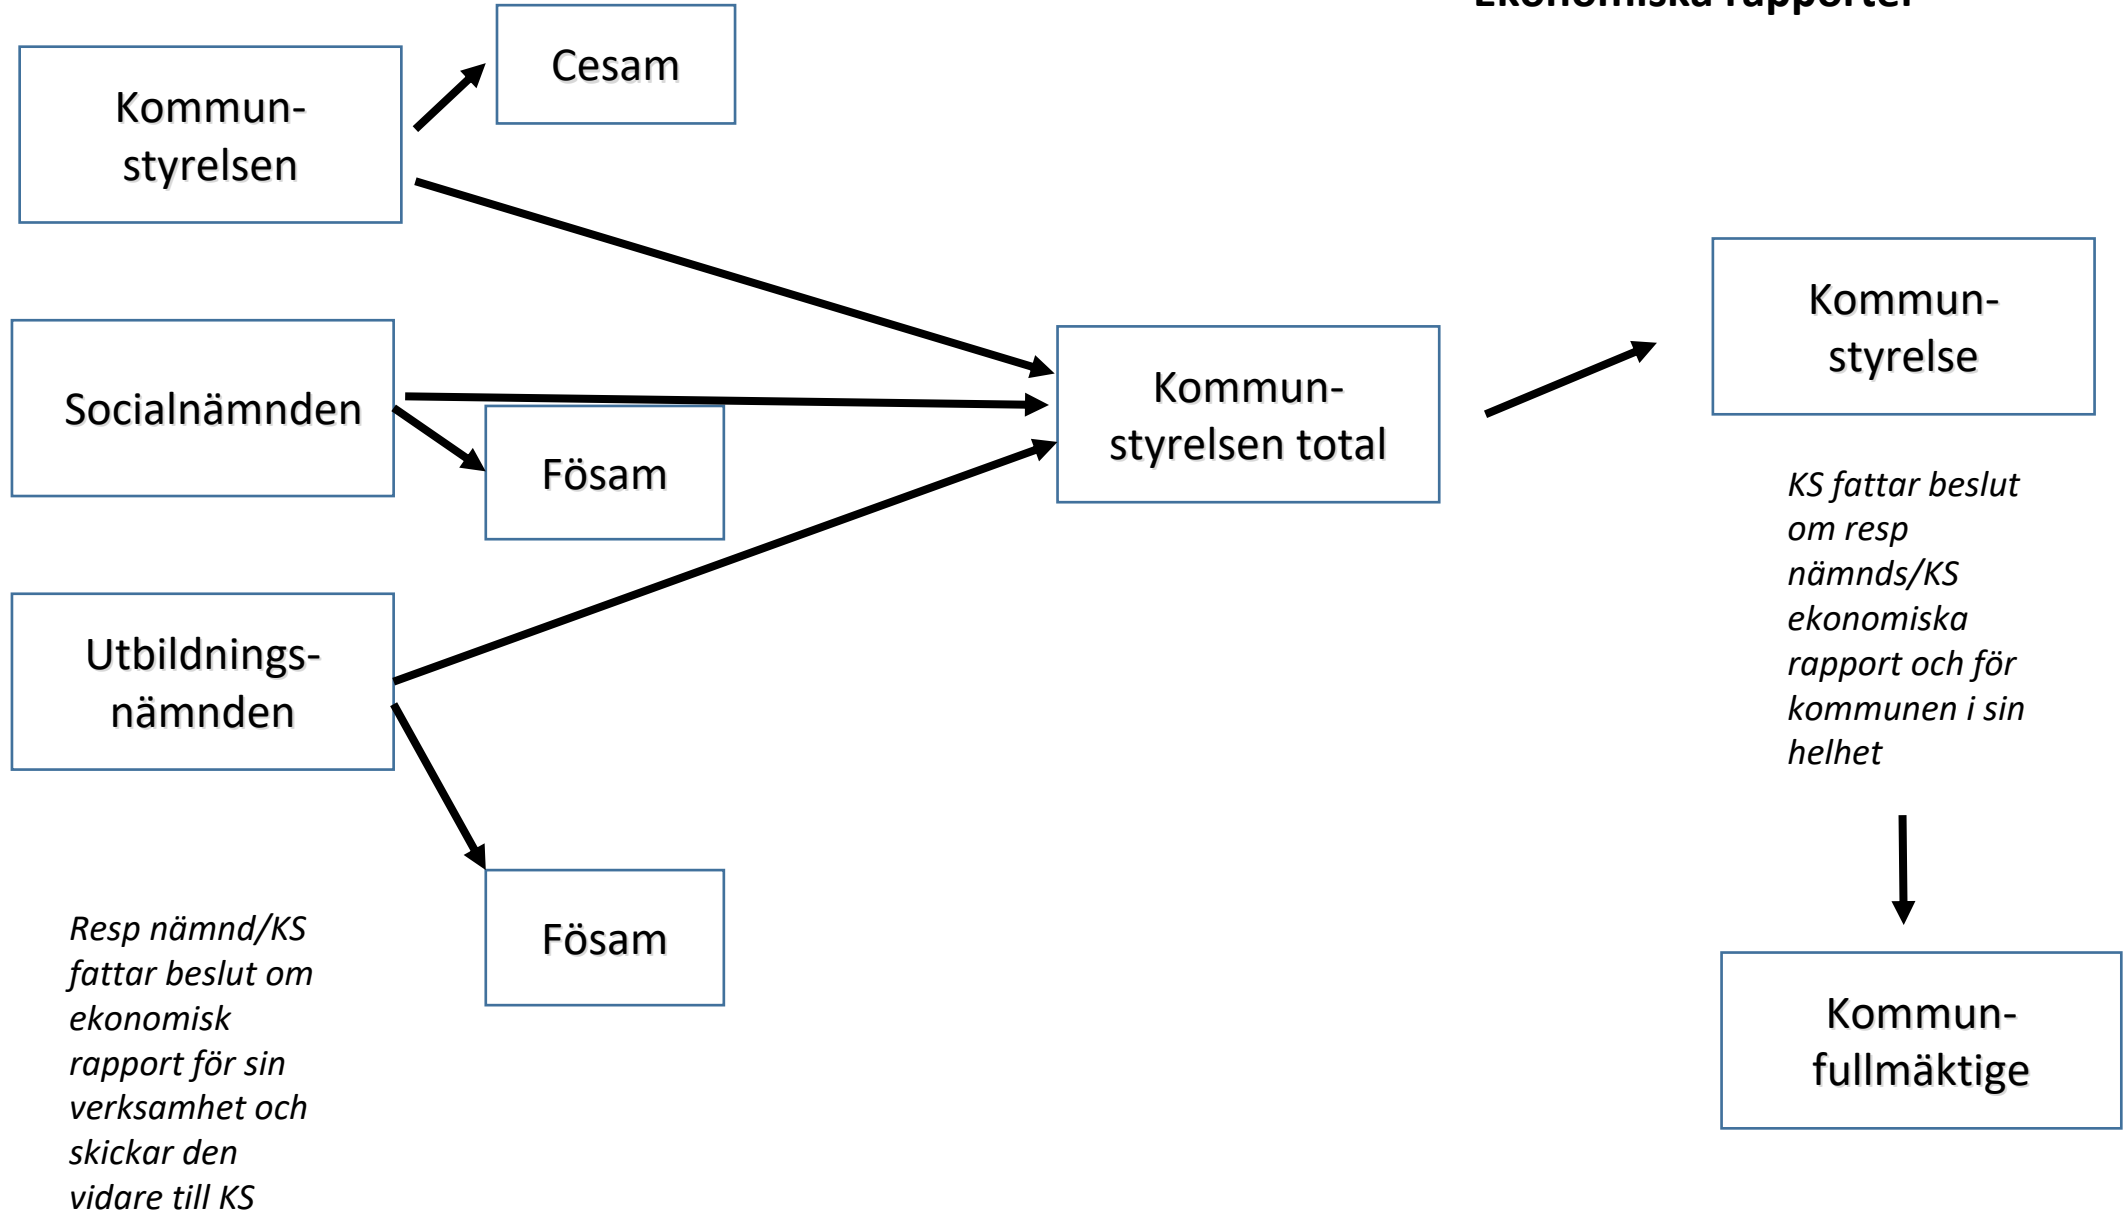 Ekonomiska rapporter
Cesam
Kommun-
styrelsen
Kommun-
styrelse
Socialnämnden
Kommun-
styrelsen total
Fösam
KS fattar beslut
om resp
nämnds/KS
ekonomiska
rapport och för
kommunen i sin
helhet
Utbildnings-
nämnden
Fösam
Resp nämnd/KS
fattar beslut om
ekonomisk
rapport för sin
verksamhet och
skickar den
vidare till KS
Kommun-
fullmäktige